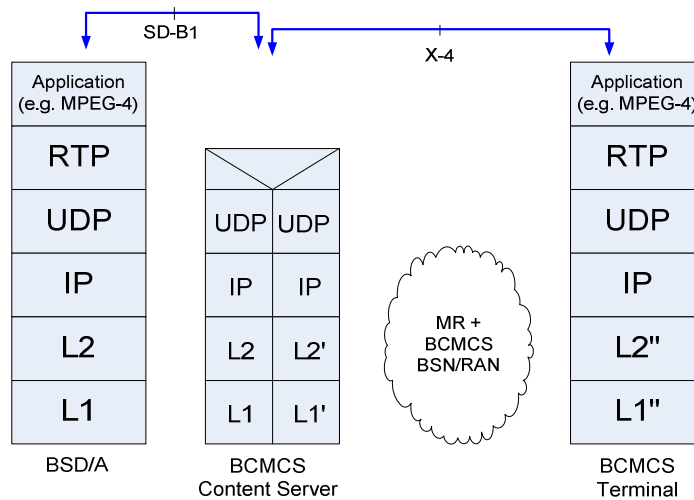 SD-B1
X-4
Application
(e.g. MPEG-4)
RTP
UDP
IP
L2
L1
BSD/A
UDP UDP
IP IP
L2 L2'
L1 L1'
BCMCS
Content Server
MR +
BCMCS
BSN/RAN
Application
(e.g. MPEG-4)
RTP
UDP
IP
L2"
L1"
BCMCS
Terminal